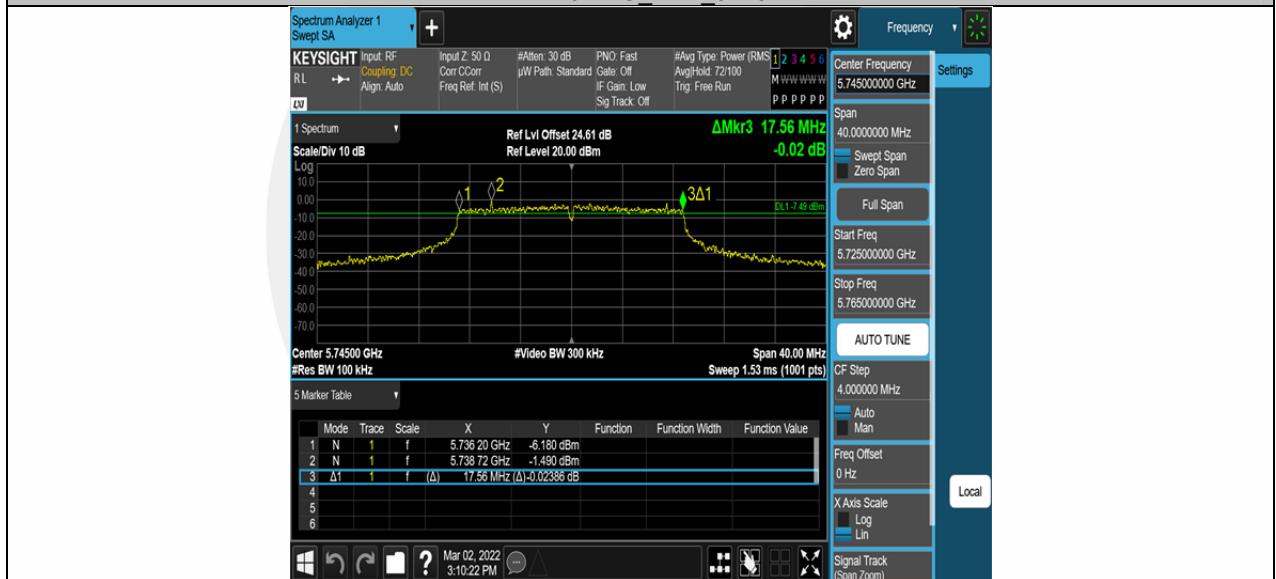 Spectrum Analyzer 1
Swept SA
+
Frequency
KEYSIGHT
RL
LXI
Input: RF
Coupling: DC
Align: Auto
Input Z: 50 Ω
Corr CCorr
Freq Ref: Int (S)
#Atten: 30 dB
µW Path: Standard
PNO: Fast
Gate: Off
IF Gain: Low
Sig Track: Off
#Avg Type: Power (RMS
Avg|Hold: 72/100
Trig: Free Run
1 2 3 4 5 6
M W W W W W
P P P P P P
1 Spectrum
Scale/Div 10 dB
Log
Ref Lvl Offset 24.61 dB
Ref Level 20.00 dBm
ΔMkr3 17.56 MHz
-0.02 dB
10.0
0.00
-10.0
-20.0
-30.0
-40.0
-50.0
-60.0
-70.0
1
2
3Δ1
DL1 -7.49 dBm
Center 5.74500 GHz
#Res BW 100 kHz
#Video BW 300 kHz
Span 40.00 MHz
Sweep 1.53 ms (1001 pts)
5 Marker Table
Mode Trace Scale X Y Function Function Width Function Value
1 N 1 f 5.736 20 GHz -6.180 dBm
2 N 1 f 5.738 72 GHz -1.490 dBm
3 Δ1 1 f (Δ) 17.56 MHz (Δ) -0.02386 dB
4
5
6
Mar 02, 2022
3:10:22 PM
Center Frequency
5.745000000 GHz
Settings
Span
40.0000000 MHz
Swept Span
Zero Span
Full Span
Start Freq
5.725000000 GHz
Stop Freq
5.765000000 GHz
AUTO TUNE
CF Step
4.000000 MHz
Auto
Man
Freq Offset
0 Hz
X Axis Scale
Log
Lin
Local
Signal Track
(Span Zoom)